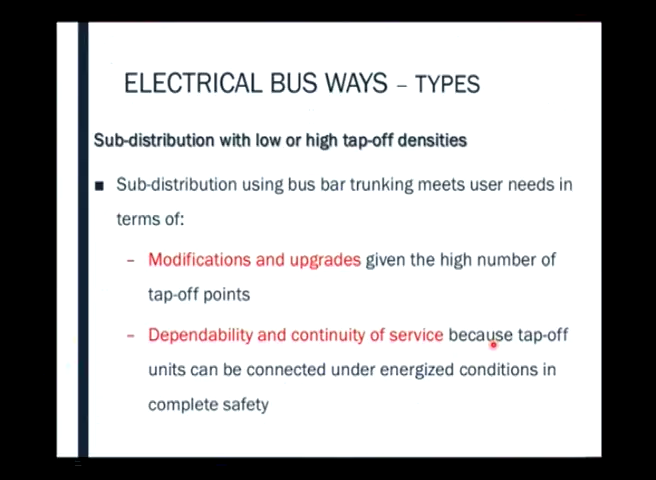 ELECTRICAL BUS WAYS – TYPES
Sub-distribution with low or high tap-off densities
■ Sub-distribution using bus bar trunking meets user needs in
terms of:
– Modifications and upgrades given the high number of
tap-off points
– Dependability and continuity of service because tap-off
units can be connected under energized conditions in
complete safety